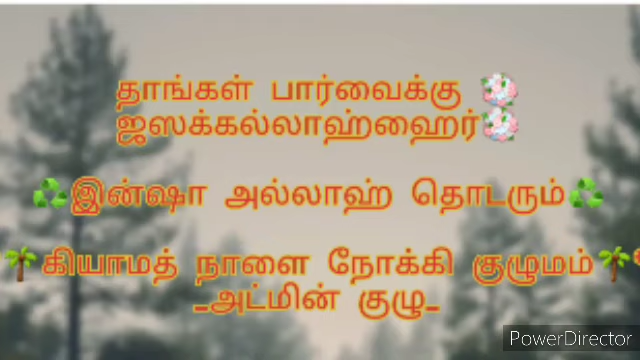 தாங்கள் பார்வைக்கு 💐
ஜஸக்கல்லாஹ்ஹைர்💐
♻️இன்ஷா அல்லாஹ் தொடரும்♻️
🌴கியாமத் நாளை நோக்கி குழுமம்🌴
-அட்மின் குழு-
PowerDirector